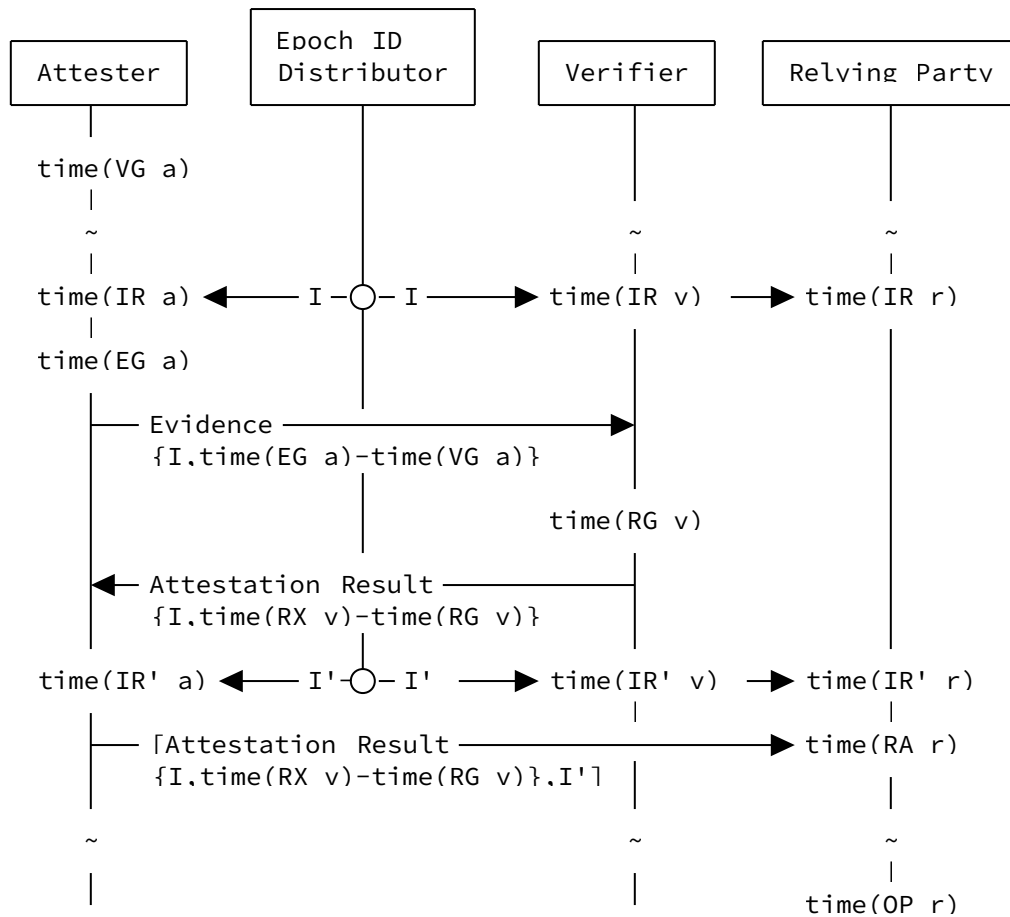 Epoch ID
Attester Distributor Verifier Relying Party
time(VG a)
~ ~ ~
time(IR a) I I time(IR v) time(IR r)
time(EG a)
Evidence
{I,time(EG a)-time(VG a)}
time(RG v)
Attestation Result
{I,time(RX v)-time(RG v)}
time(IR' a) I' I' time(IR' v) time(IR' r)
[Attestation Result time(RA r)
{I,time(RX v)-time(RG v)},I']
~ ~ ~
time(OP r)